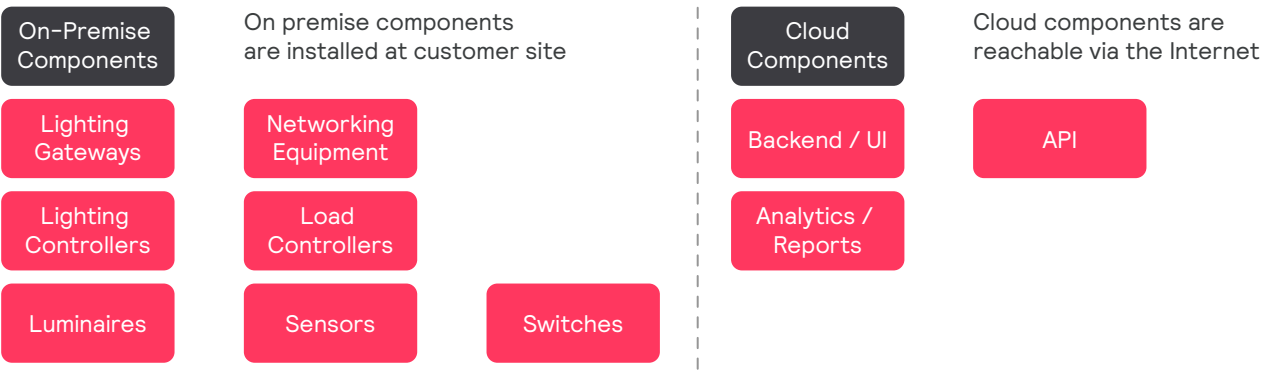 On-Premise
Components
On premise components
are installed at customer site
Lighting
Gateways
Networking
Equipment
Lighting
Controllers
Load
Controllers
Luminaires
Sensors
Switches
Cloud
Components
Cloud components are
reachable via the Internet
Backend / UI
API
Analytics /
Reports